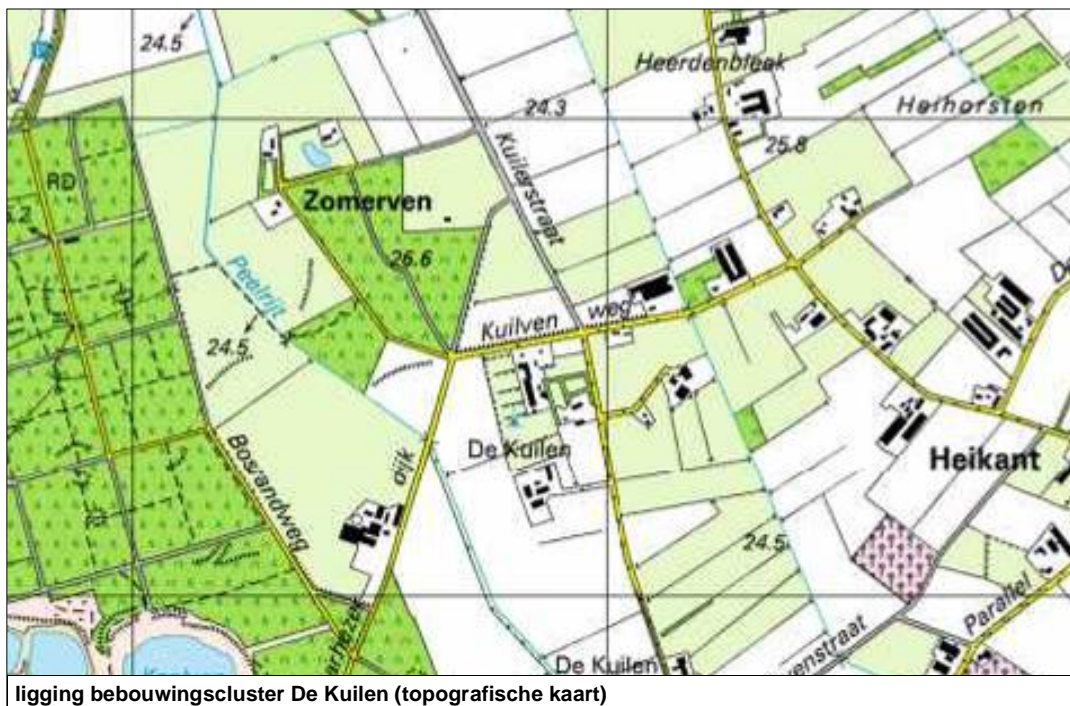 24.5
Heerdenbleak
24.3
Heihorsten
25.8
RD
Zomerven
Kuilerstraat
26.6
Peelrijt
24.5
Kuilven weg
De Kuilen
Heikant
Bosrandweg
dijk
24.5
Parallel
De Kuilen
ligging bebouwingscluster De Kuilen (topografische kaart)